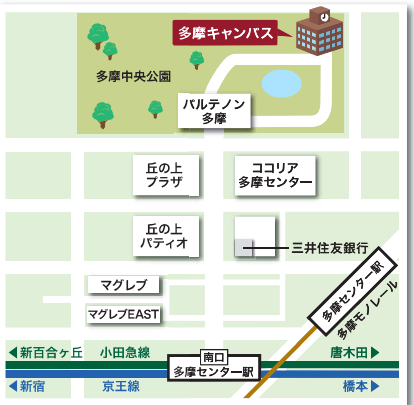 多摩キャンパス
多摩中央公園
パルテノン
多摩
丘の上
プラザ
ココリア
多摩センター
丘の上
パティオ
三井住友銀行
マグレブ
マグレブEAST
多摩センター駅
多摩モノレール
◀新百合ヶ丘 小田急線
南口
唐木田▶
多摩センター駅
◀新宿 京王線
橋本▶